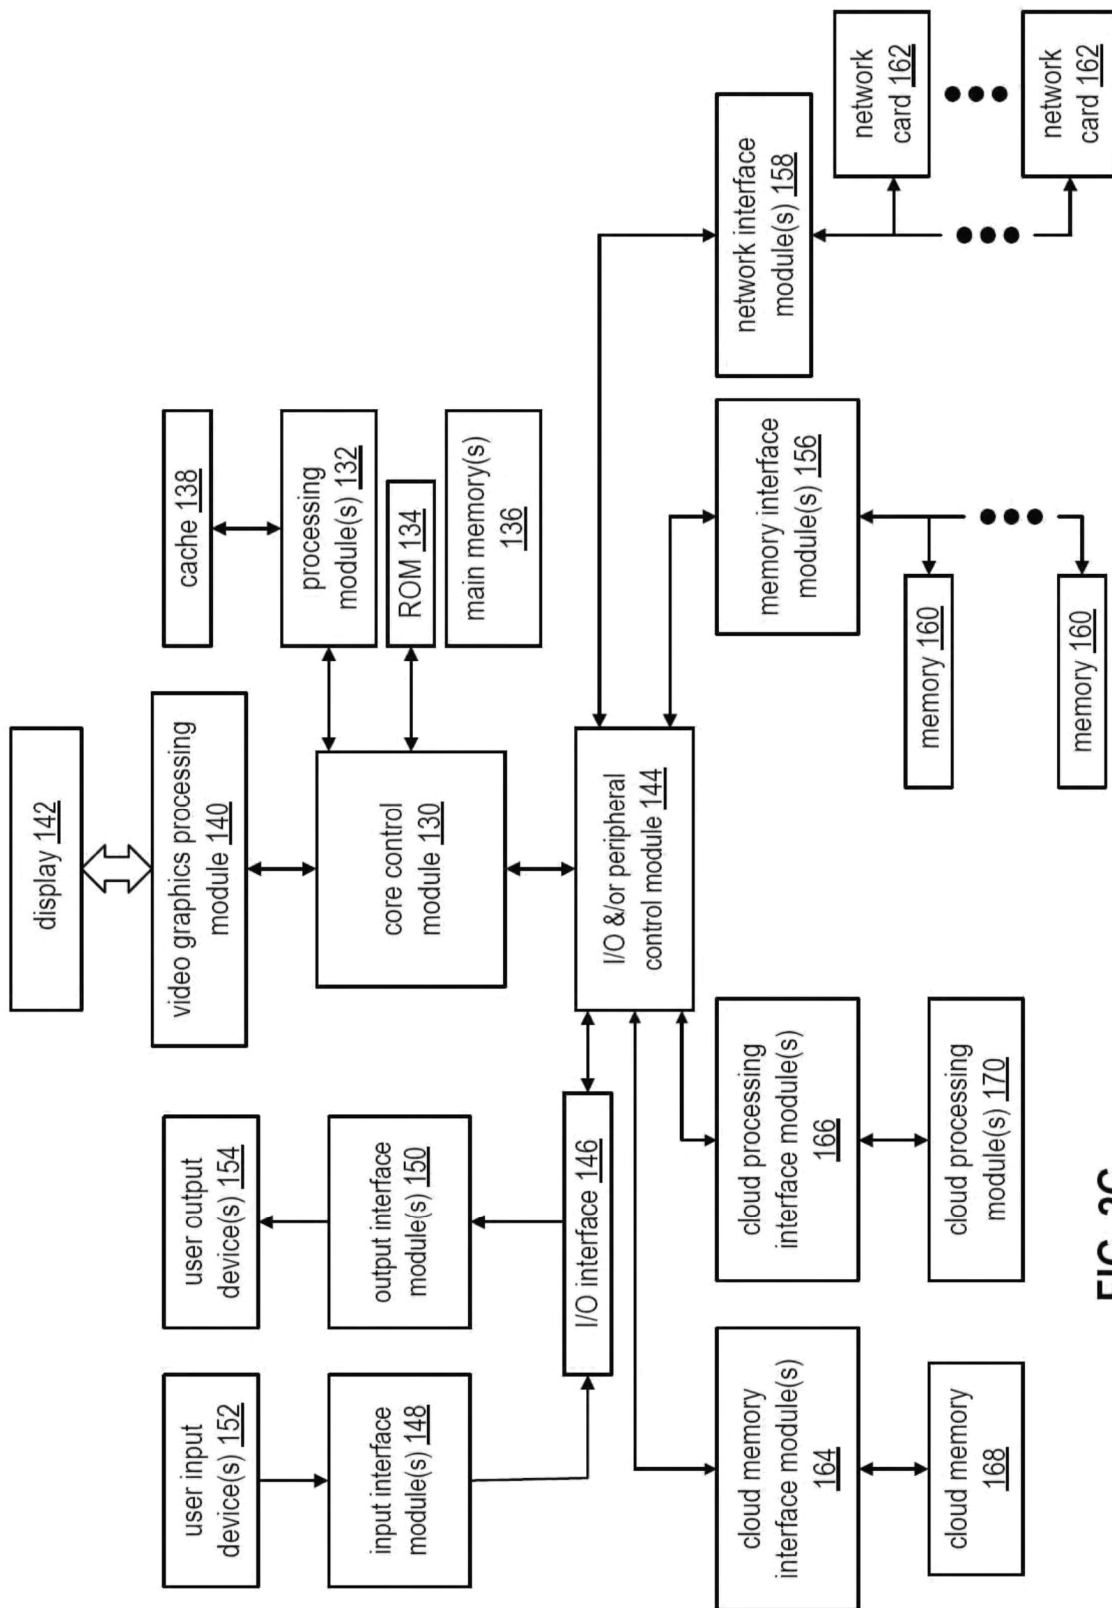 display 142
video graphics processing
module 140
user input
device(s) 152
user output
device(s) 154
cache 138
input interface
module(s) 148
output interface
module(s) 150
core control
module 130
processing
module(s) 132
ROM 134
main memory(s)
136
I/O interface 146
I/O &/or peripheral
control module 144
cloud memory
interface module(s)
164
cloud processing
interface module(s)
166
memory interface
module(s) 156
network interface
module(s) 158
cloud memory
168
cloud processing
module(s) 170
memory 160
memory 160
network
card 162
network
card 162
FIG.